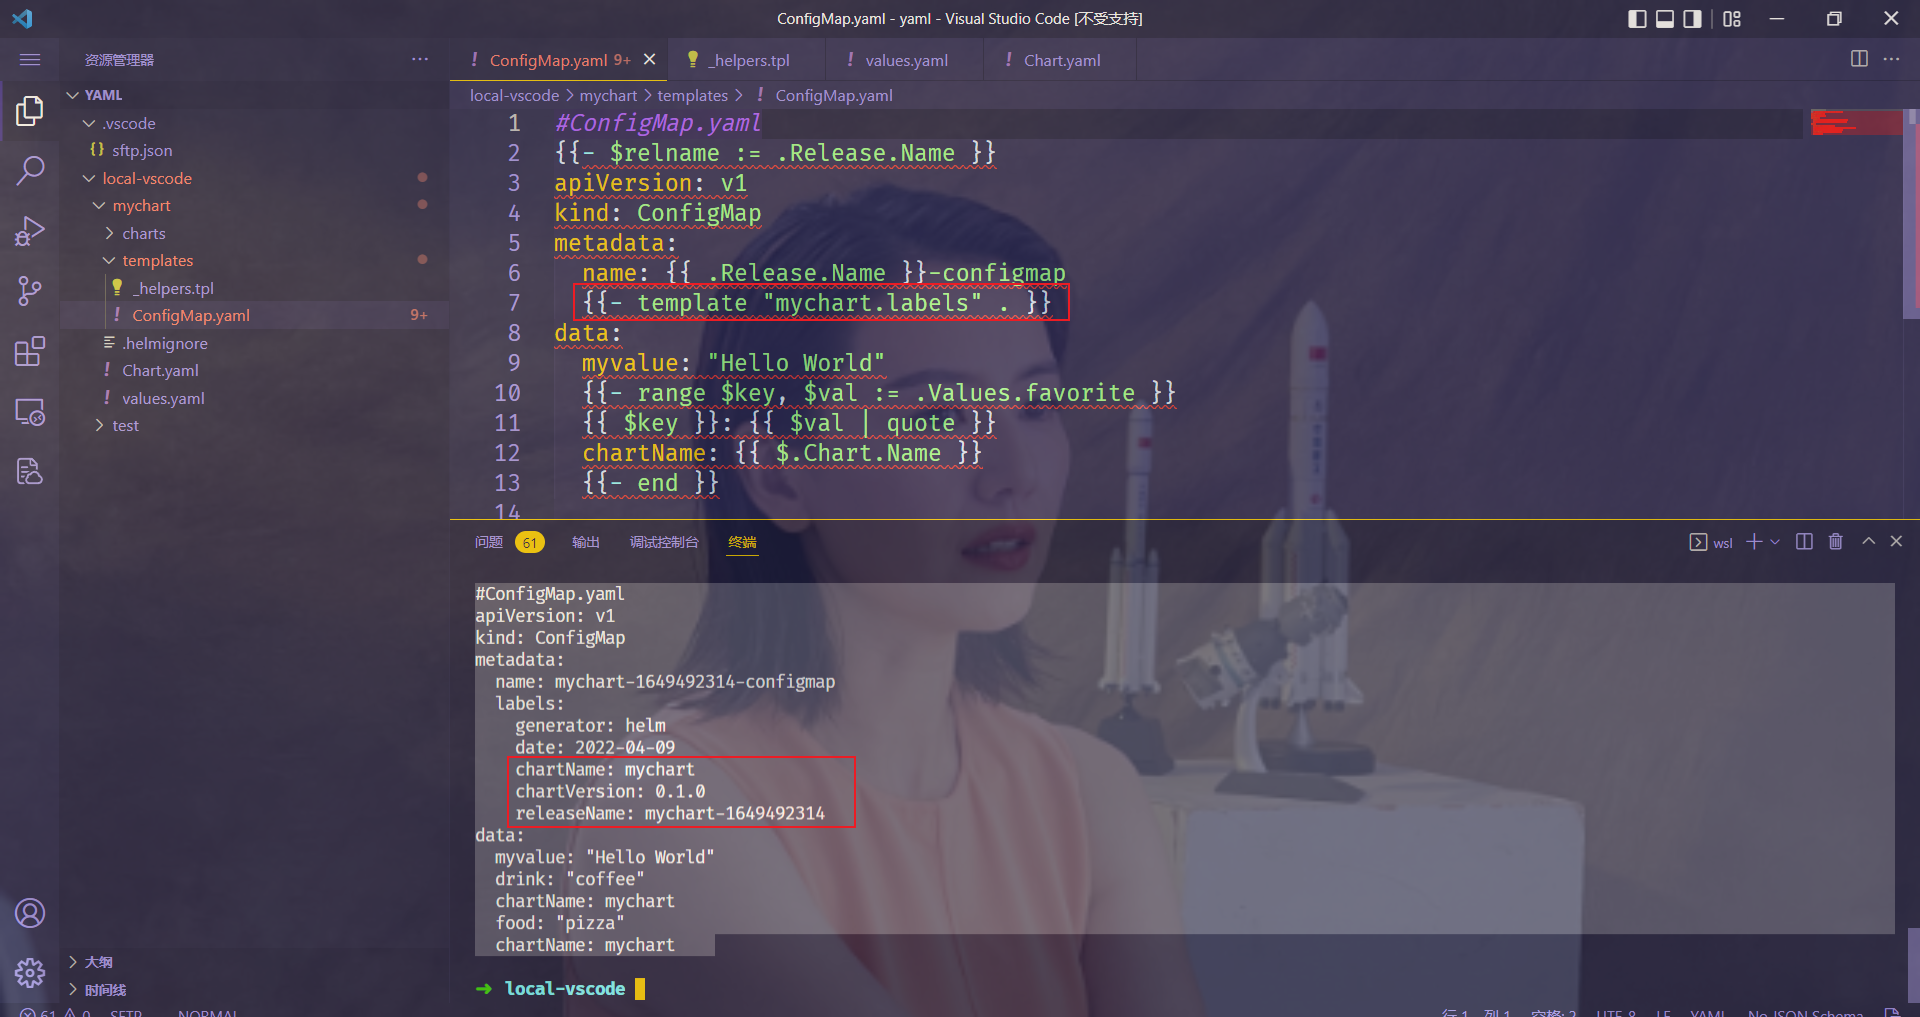 ConfigMap.yaml - yaml - Visual Studio Code [不受支持]
资源管理器
YAML
.vscode
sftp.json
local-vscode
mychart
charts
templates
_helpers.tpl
ConfigMap.yaml 9+
.helmignore
Chart.yaml
values.yaml
test
大纲
时间线
ConfigMap.yaml 9+
_helpers.tpl
values.yaml
Chart.yaml
local-vscode > mychart > templates > ! ConfigMap.yaml
1 #ConfigMap.yaml
2 {{- $relname := .Release.Name }}
3 apiVersion: v1
4 kind: ConfigMap
5 metadata:
6   name: {{ .Release.Name }}-configmap
7   {{- template "mychart.labels" . }}
8 data:
9   myvalue: "Hello World"
10   {{- range $key, $val := .Values.favorite }}
11   {{ $key }}: {{ $val | quote }}
12   chartName: {{ $.Chart.Name }}
13   {{- end }}
14
问题 61 输出 调试控制台 终端
wsl
#ConfigMap.yaml
apiVersion: v1
kind: ConfigMap
metadata:
  name: mychart-1649492314-configmap
  labels:
    generator: helm
    date: 2022-04-09
    chartName: mychart
    chartVersion: 0.1.0
    releaseName: mychart-1649492314
data:
  myvalue: "Hello World"
  drink: "coffee"
  chartName: mychart
  food: "pizza"
  chartName: mychart
➜ local-vscode
61 0 SFTP NORMAL 行 1, 列 1 空格: 2 UTF-8 LF YAML No JSON Schema